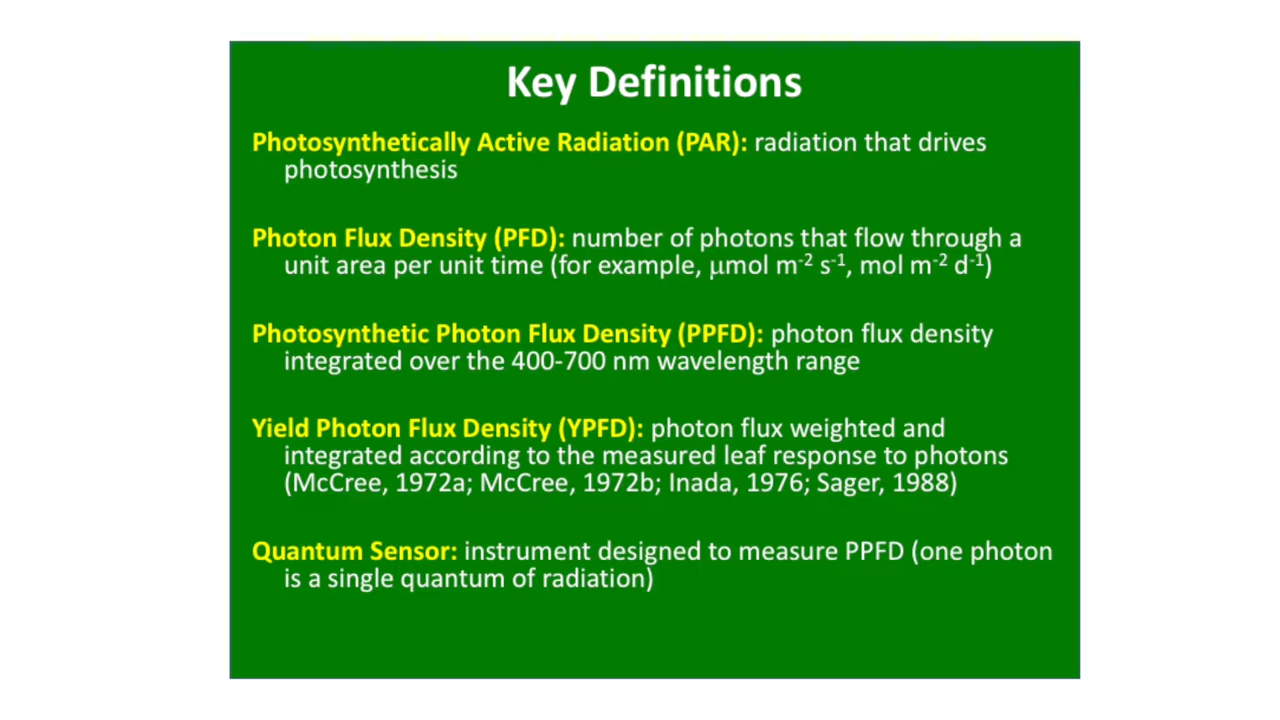 Key Definitions
Photosynthetically Active Radiation (PAR): radiation that drives
photosynthesis
Photon Flux Density (PFD): number of photons that flow through a
unit area per unit time (for example, μmol m⁻² s⁻¹, mol m⁻² d⁻¹)
Photosynthetic Photon Flux Density (PPFD): photon flux density
integrated over the 400-700 nm wavelength range
Yield Photon Flux Density (YPFD): photon flux weighted and
integrated according to the measured leaf response to photons
(McCree, 1972a; McCree, 1972b; Inada, 1976; Sager, 1988)
Quantum Sensor: instrument designed to measure PPFD (one photon
is a single quantum of radiation)